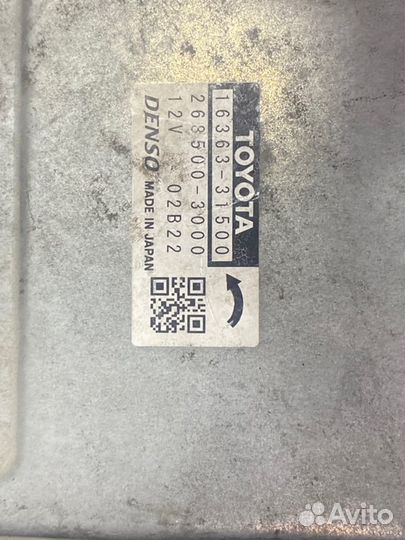 TOYOTA
16363-31500
268500-3000
12V 02B22
DENSO MADE IN JAPAN
Avito